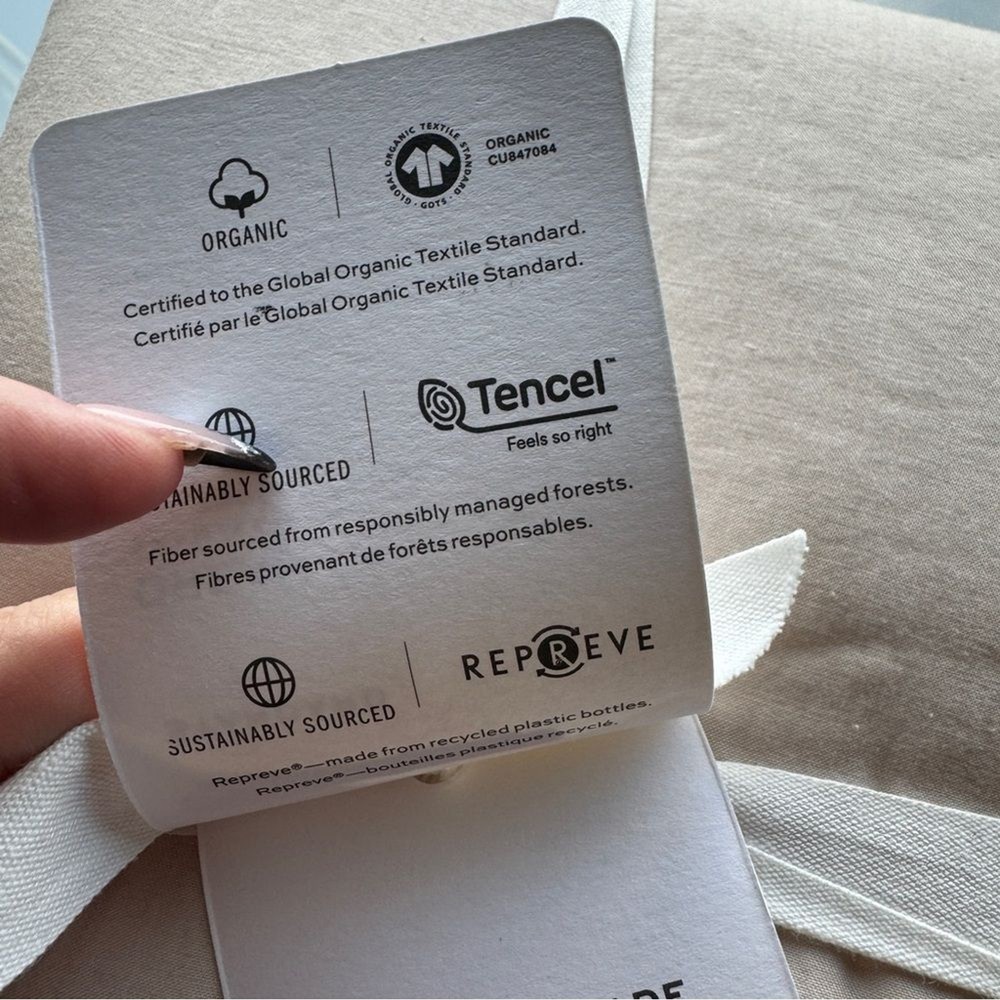 GLOBAL ORGANIC TEXTILE STANDARD · GOTS ·
ORGANIC
CU847084
ORGANIC
Certified to the Global Organic Textile Standard.
Certifié par le Global Organic Textile Standard.
Tencel™
Feels so right
SOURCED
Fiber sourced from responsibly managed forests.
Fibres provenant de forêts responsables.
REPREVE
SUSTAINABLY SOURCED
Repreve®—made from recycled plastic bottles.
Repreve®—bouteilles plastique recyclé.